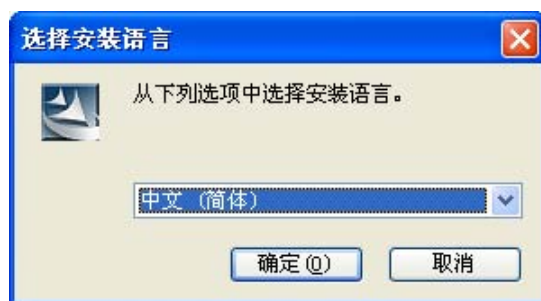 选择安装语言
从下列选项中选择安装语言。
中文 (简体)
确定(O)
取消